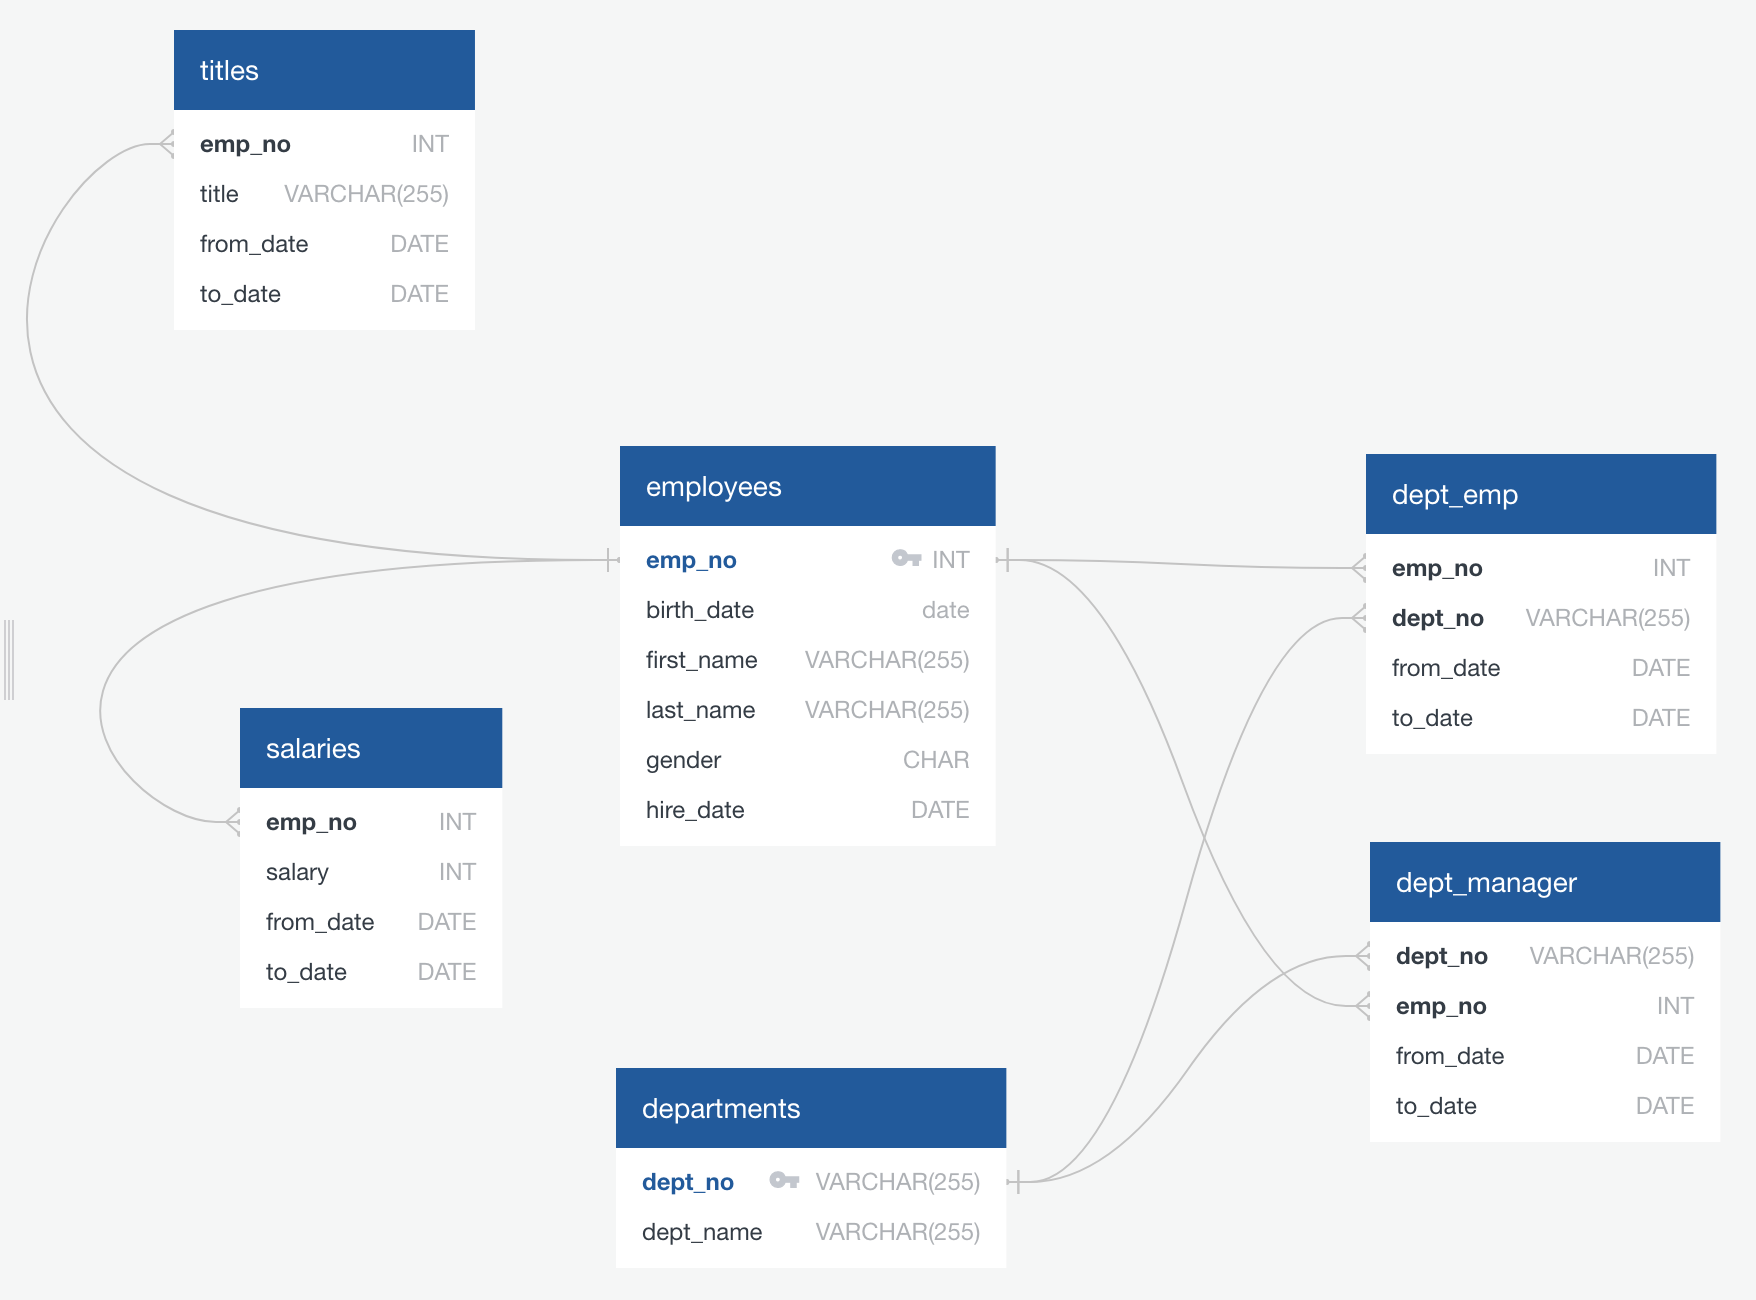 titles
emp_no INT
title VARCHAR(255)
from_date DATE
to_date DATE
employees
emp_no INT
birth_date date
first_name VARCHAR(255)
last_name VARCHAR(255)
gender CHAR
hire_date DATE
dept_emp
emp_no INT
dept_no VARCHAR(255)
from_date DATE
to_date DATE
salaries
emp_no INT
salary INT
from_date DATE
to_date DATE
dept_manager
dept_no VARCHAR(255)
emp_no INT
from_date DATE
to_date DATE
departments
dept_no VARCHAR(255)
dept_name VARCHAR(255)